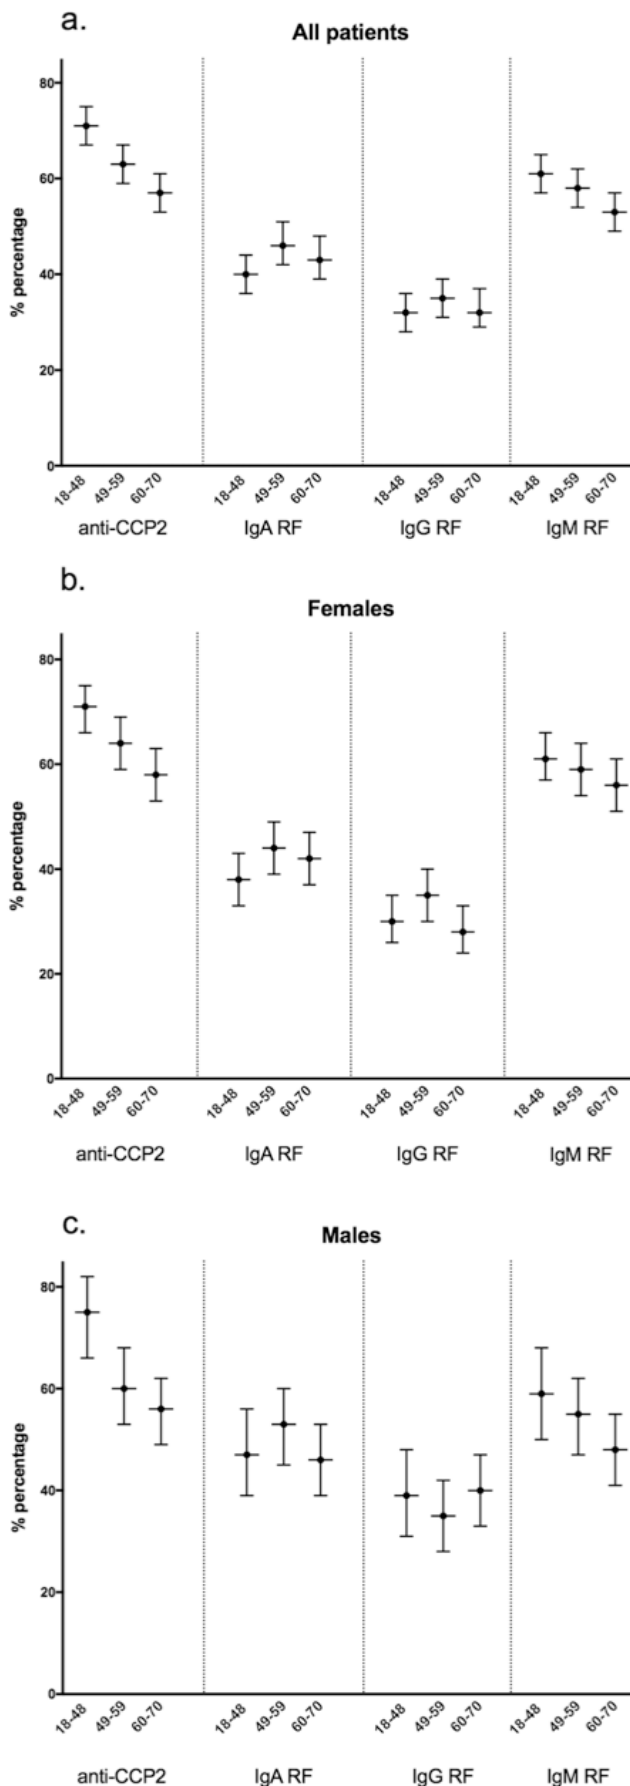 a.
All patients
% percentage
80
60
40
20
0
18-48 49-59 60-70 18-48 49-59 60-70 18-48 49-59 60-70 18-48 49-59 60-70
anti-CCP2 IgA RF IgG RF IgM RF
b.
Females
% percentage
80
60
40
20
0
18-48 49-59 60-70 18-48 49-59 60-70 18-48 49-59 60-70 18-48 49-59 60-70
anti-CCP2 IgA RF IgG RF IgM RF
c.
Males
% percentage
80
60
40
20
0
18-48 49-59 60-70 18-48 49-59 60-70 18-48 49-59 60-70 18-48 49-59 60-70
anti-CCP2 IgA RF IgG RF IgM RF